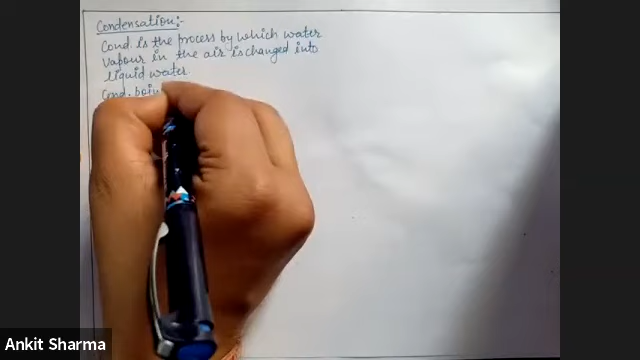 Condensation:-
Cond. is the process by which water
vapour in the air is changed into
liquid water.
Cond.
Ankit Sharma